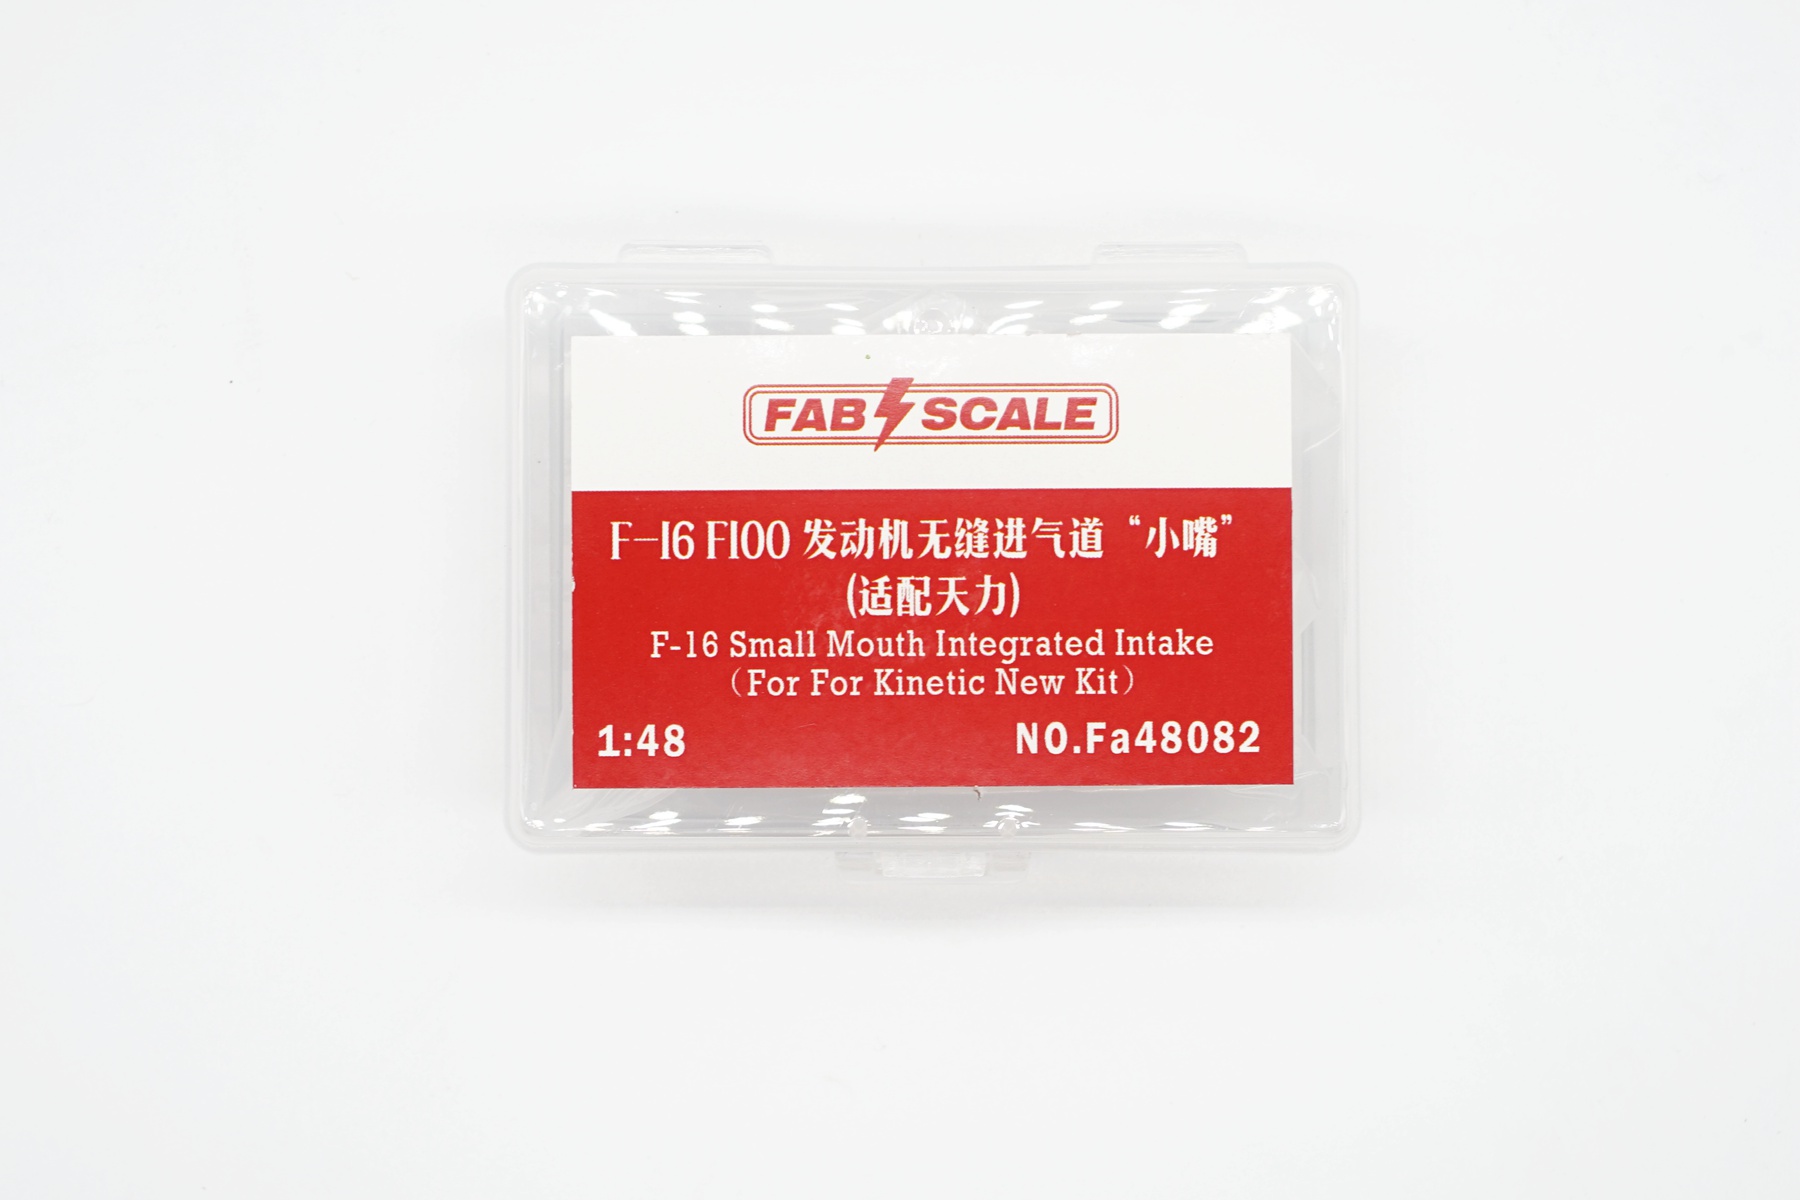 FAB SCALE
F-16 F100 发动机无缝进气道 “小嘴”
(适配天力)
F-16 Small Mouth Integrated Intake
（For For Kinetic New Kit）
1:48 NO.Fa48082